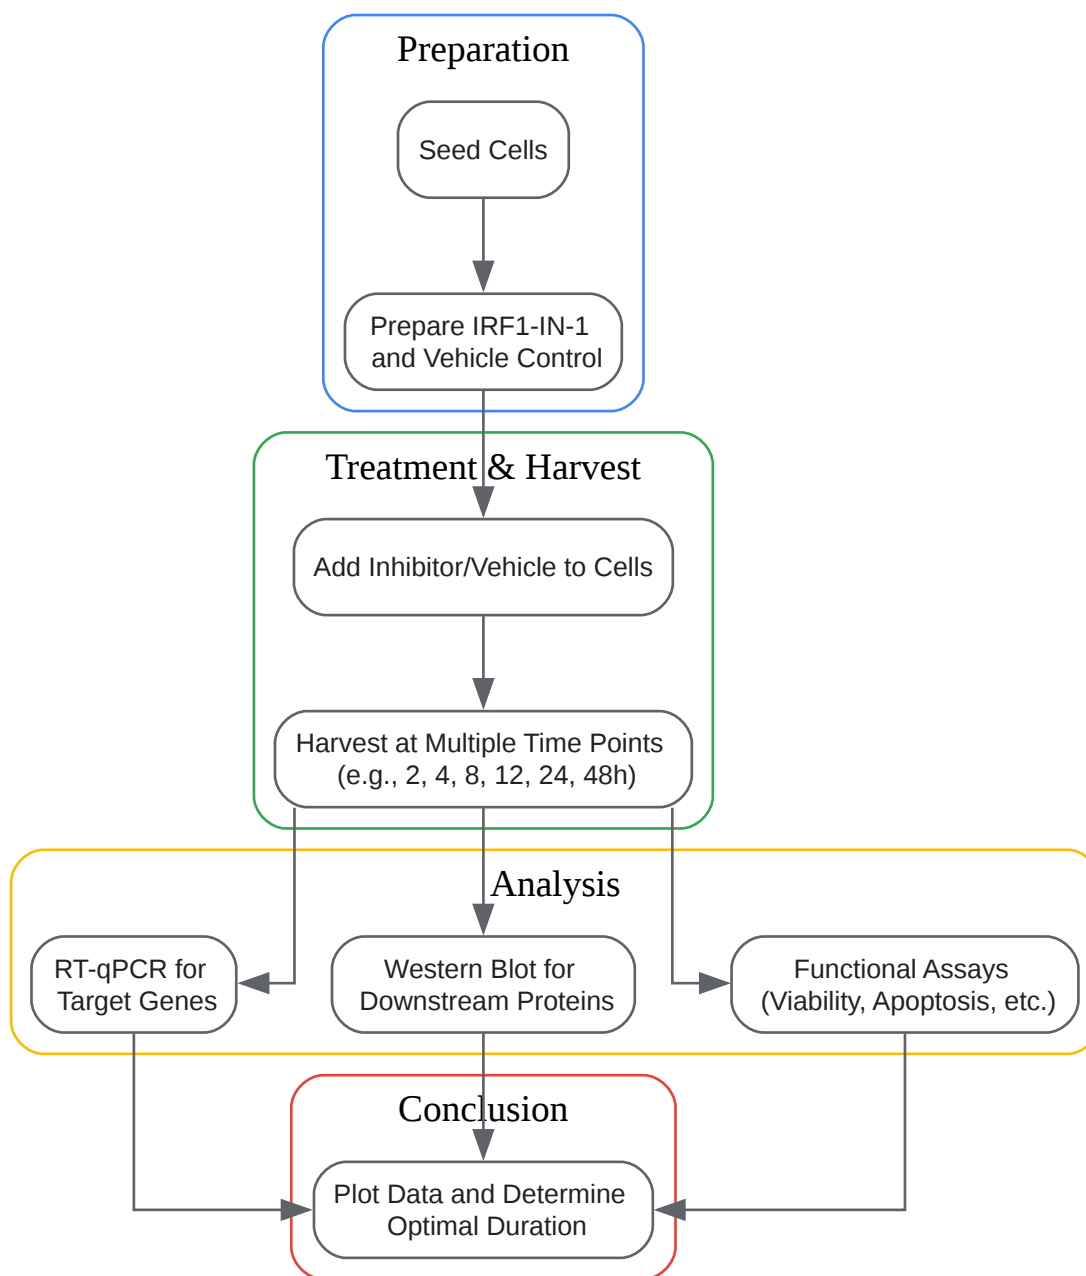 Preparation
Seed Cells
Prepare IRF1-IN-1
and Vehicle Control
Treatment & Harvest
Add Inhibitor/Vehicle to Cells
Harvest at Multiple Time Points
(e.g., 2, 4, 8, 12, 24, 48h)
Analysis
RT-qPCR for
Target Genes
Western Blot for
Downstream Proteins
Functional Assays
(Viability, Apoptosis, etc.)
Conclusion
Plot Data and Determine
Optimal Duration